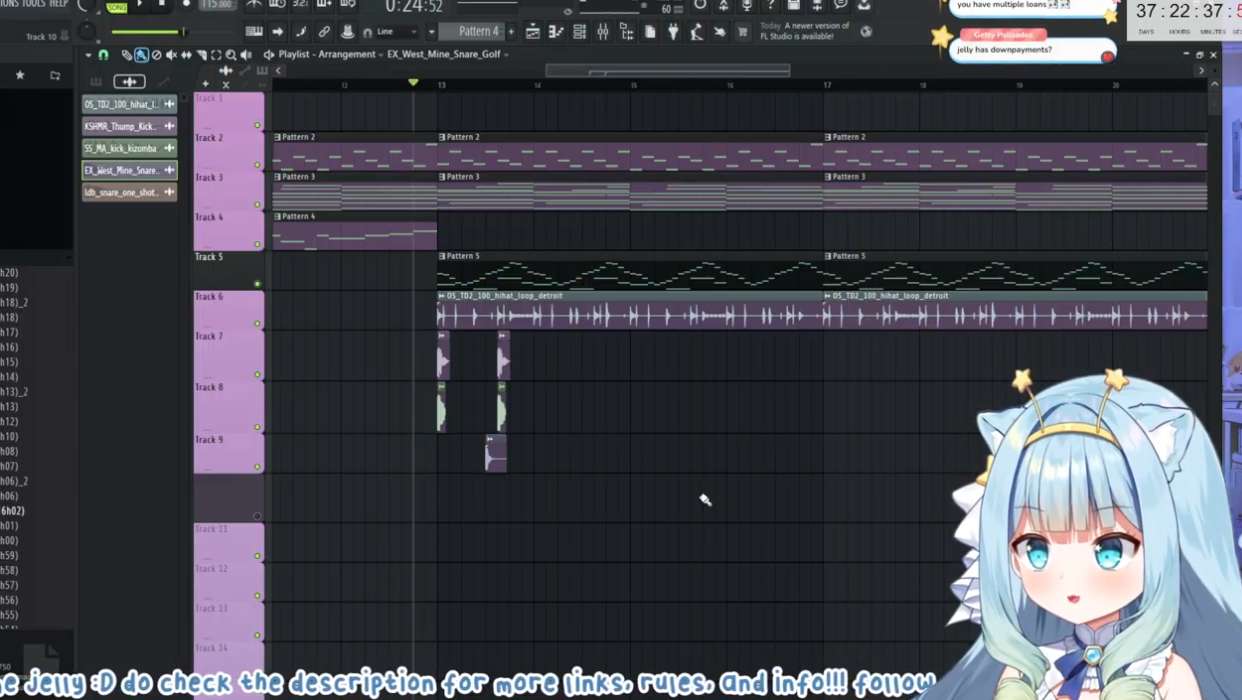 TOOLS HELP
SONG
115.000
0:24:52
60
Track 10
Line
Pattern 4
Today A newer version of
FL Studio is available!
you have multiple loans
Getty Palisades
jelly has downpayments?
37:22:37:5
DAYS HOURS MINUTES
Playlist - Arrangement
EX_West_Mine_Snare_Golf
12 13 14 15 16 17 18 19 20
OS_TD2_100_hihat_l..
KSHMR_Thump_Kick..
SS_MA_kick_kizomba
EX_West_Mine_Snare..
ldb_snare_one_shot..
Track 1
Track 2
Pattern 2 Pattern 2 Pattern 2
Track 3
Pattern 3 Pattern 3 Pattern 3
Track 4
Pattern 4
Track 5
Pattern 5 Pattern 5
Track 6
OS_TD2_100_hihat_loop_detroit OS_TD2_100_hihat_loop_detroit
Track 7
Track 8
Track 9
Track 11
Track 12
Track 13
Track 14
h20)
h19)
h18)_2
h18)
h17)
h16)
h15)
h14)
h13)_2
h13)
h12)
h10)
h08)
h07)
h06)_2
h06)
6h02)
h01)
h00)
h59)
h58)
h57)
h56)
h55)
750
e jelly :D do check the description for more links, rules, and info!!! follow